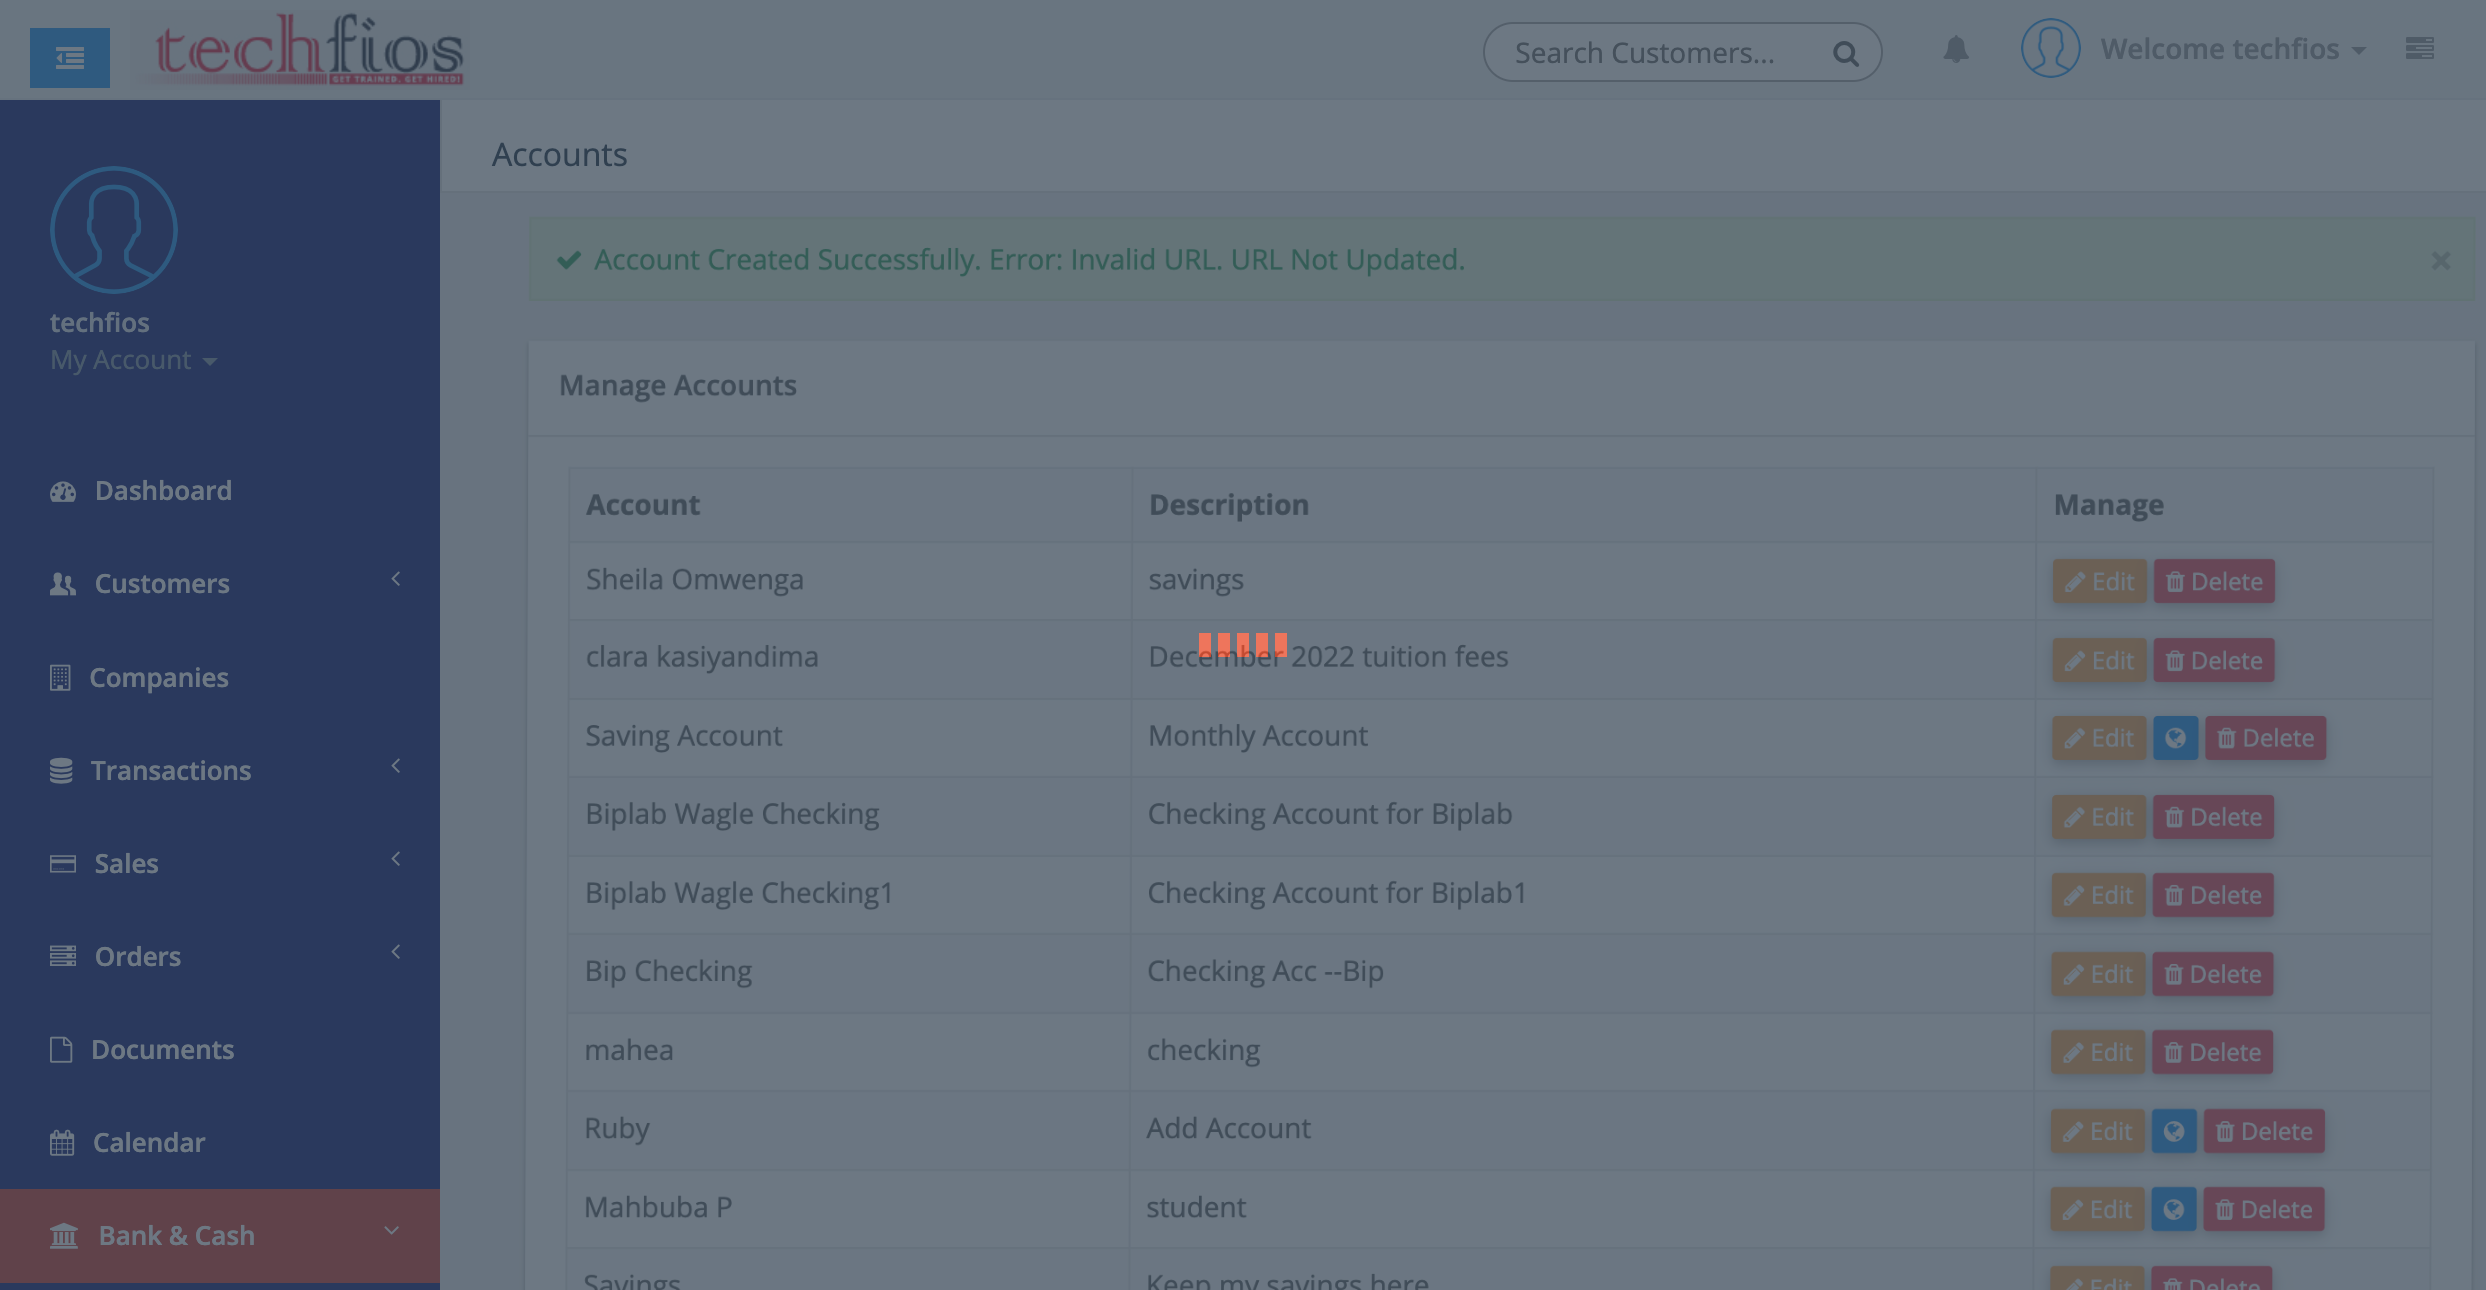 techfios
GET TRAINED. GET HIRED!
Search Customers...
Welcome techfios
techfios
My Account
Dashboard
Customers
Companies
Transactions
Sales
Orders
Documents
Calendar
Bank & Cash
Accounts
Account Created Successfully. Error: Invalid URL. URL Not Updated.
Manage Accounts
Account Description Manage
Sheila Omwenga savings Edit Delete
clara kasiyandima December 2022 tuition fees Edit Delete
Saving Account Monthly Account Edit Delete
Biplab Wagle Checking Checking Account for Biplab Edit Delete
Biplab Wagle Checking1 Checking Account for Biplab1 Edit Delete
Bip Checking Checking Acc --Bip Edit Delete
mahea checking Edit Delete
Ruby Add Account Edit Delete
Mahbuba P student Edit Delete
Savings Keep my savings here Edit Delete